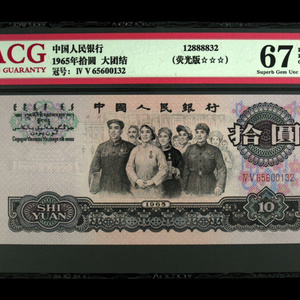 ACG
GUARANTY
中国人民银行
1965年拾圆 大团结
冠号: IV V 65600132
12888832
(荧光版☆☆☆)
67
Superb Gem Unc
中國人民銀行
拾圓
IV V 65600132
SHI
YUAN
1965
10